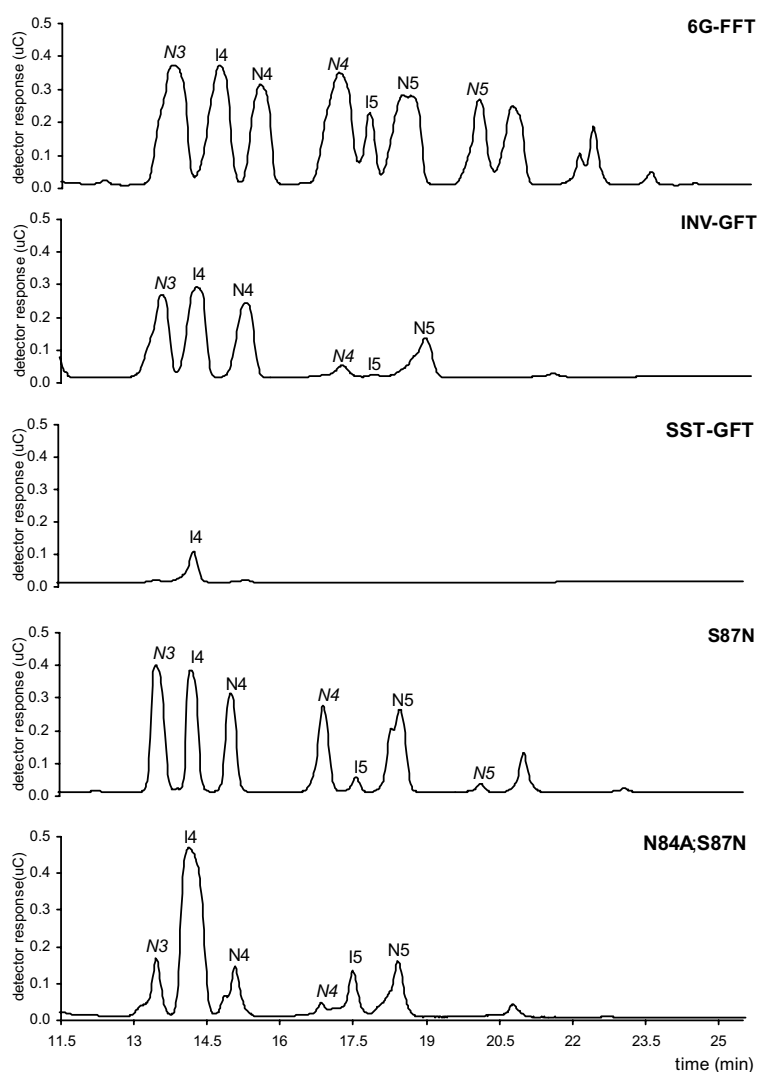 6G-FFT
detector response (uC)
0.5
0.4
0.3
0.2
0.1
0.0
N3
I4
N4
N4
I5
N5
N5
INV-GFT
detector response (uC)
0.5
0.4
0.3
0.2
0.1
0.0
N3
I4
N4
N4
I5
N5
SST-GFT
detector response (uC)
0.5
0.4
0.3
0.2
0.1
0.0
I4
S87N
detector response (uC)
0.5
0.4
0.3
0.2
0.1
0.0
N3
I4
N4
N4
I5
N5
N5
N84A;S87N
detector response(uC)
0.5
0.4
0.3
0.2
0.1
0.0
N3
I4
N4
N4
I5
N5
11.5 13 14.5 16 17.5 19 20.5 22 23.5 25
time (min)